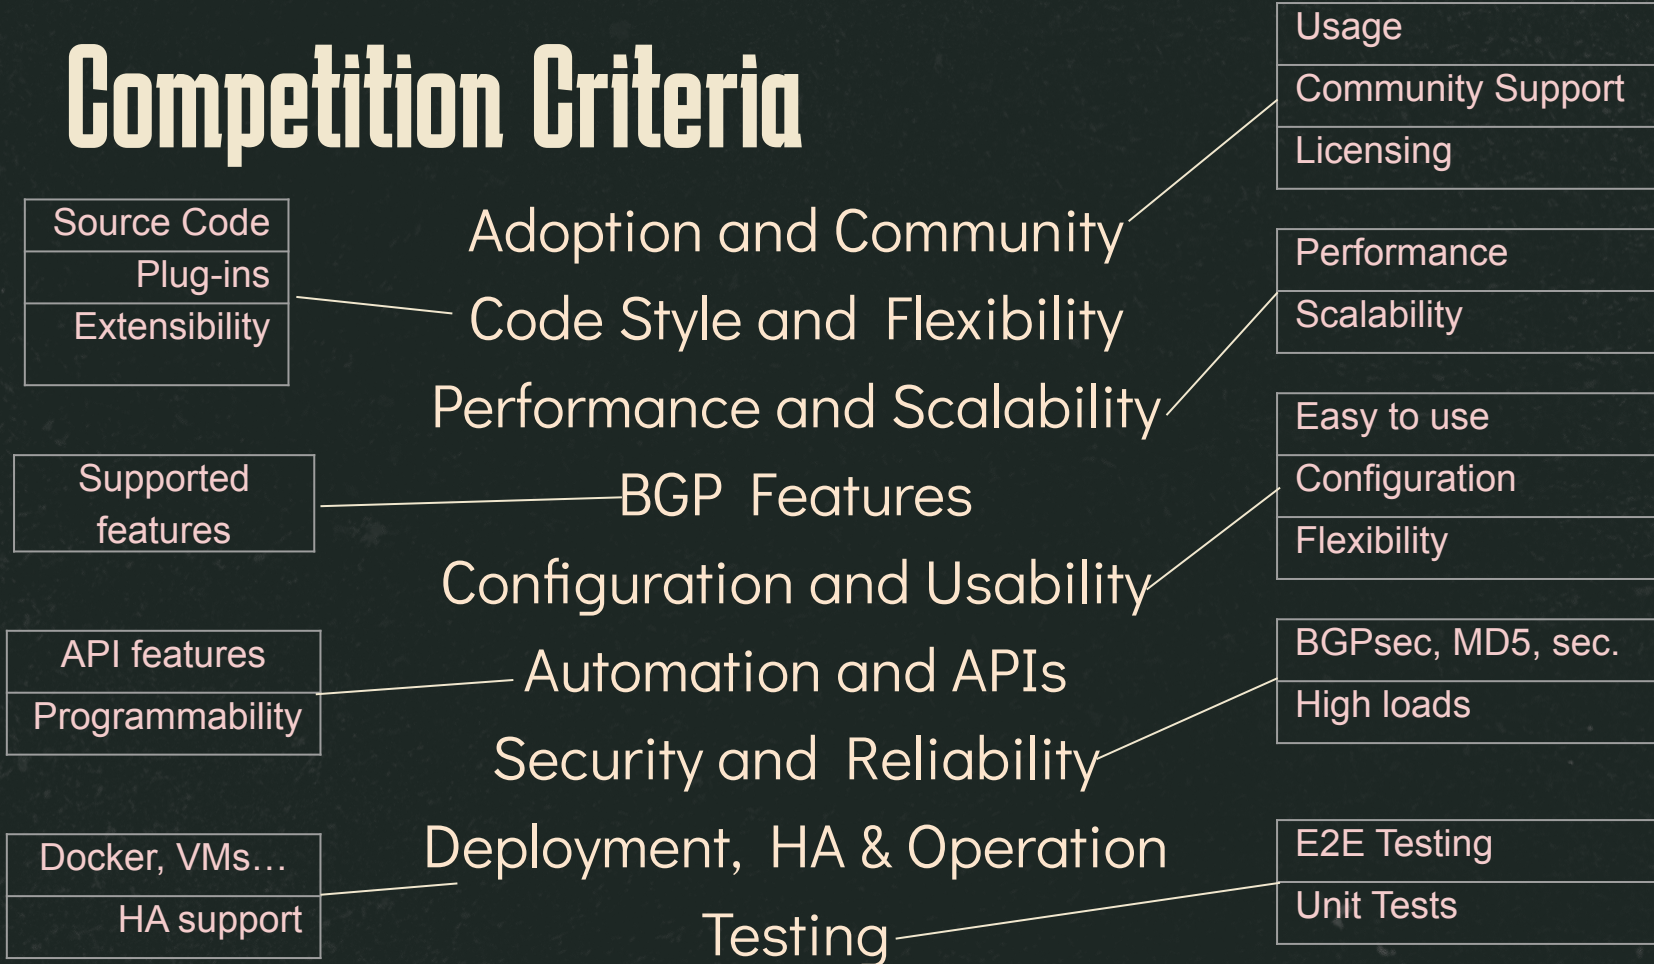 Competition Criteria
Usage
Community Support
Licensing
Adoption and Community
Source Code
Plug-ins
Extensibility
Code Style and Flexibility
Performance
Scalability
Performance and Scalability
Supported
features
BGP Features
Easy to use
Configuration
Flexibility
Configuration and Usability
API features
Programmability
Automation and APIs
BGPsec, MD5, sec.
High loads
Security and Reliability
Docker, VMs…
HA support
Deployment, HA & Operation
E2E Testing
Unit Tests
Testing